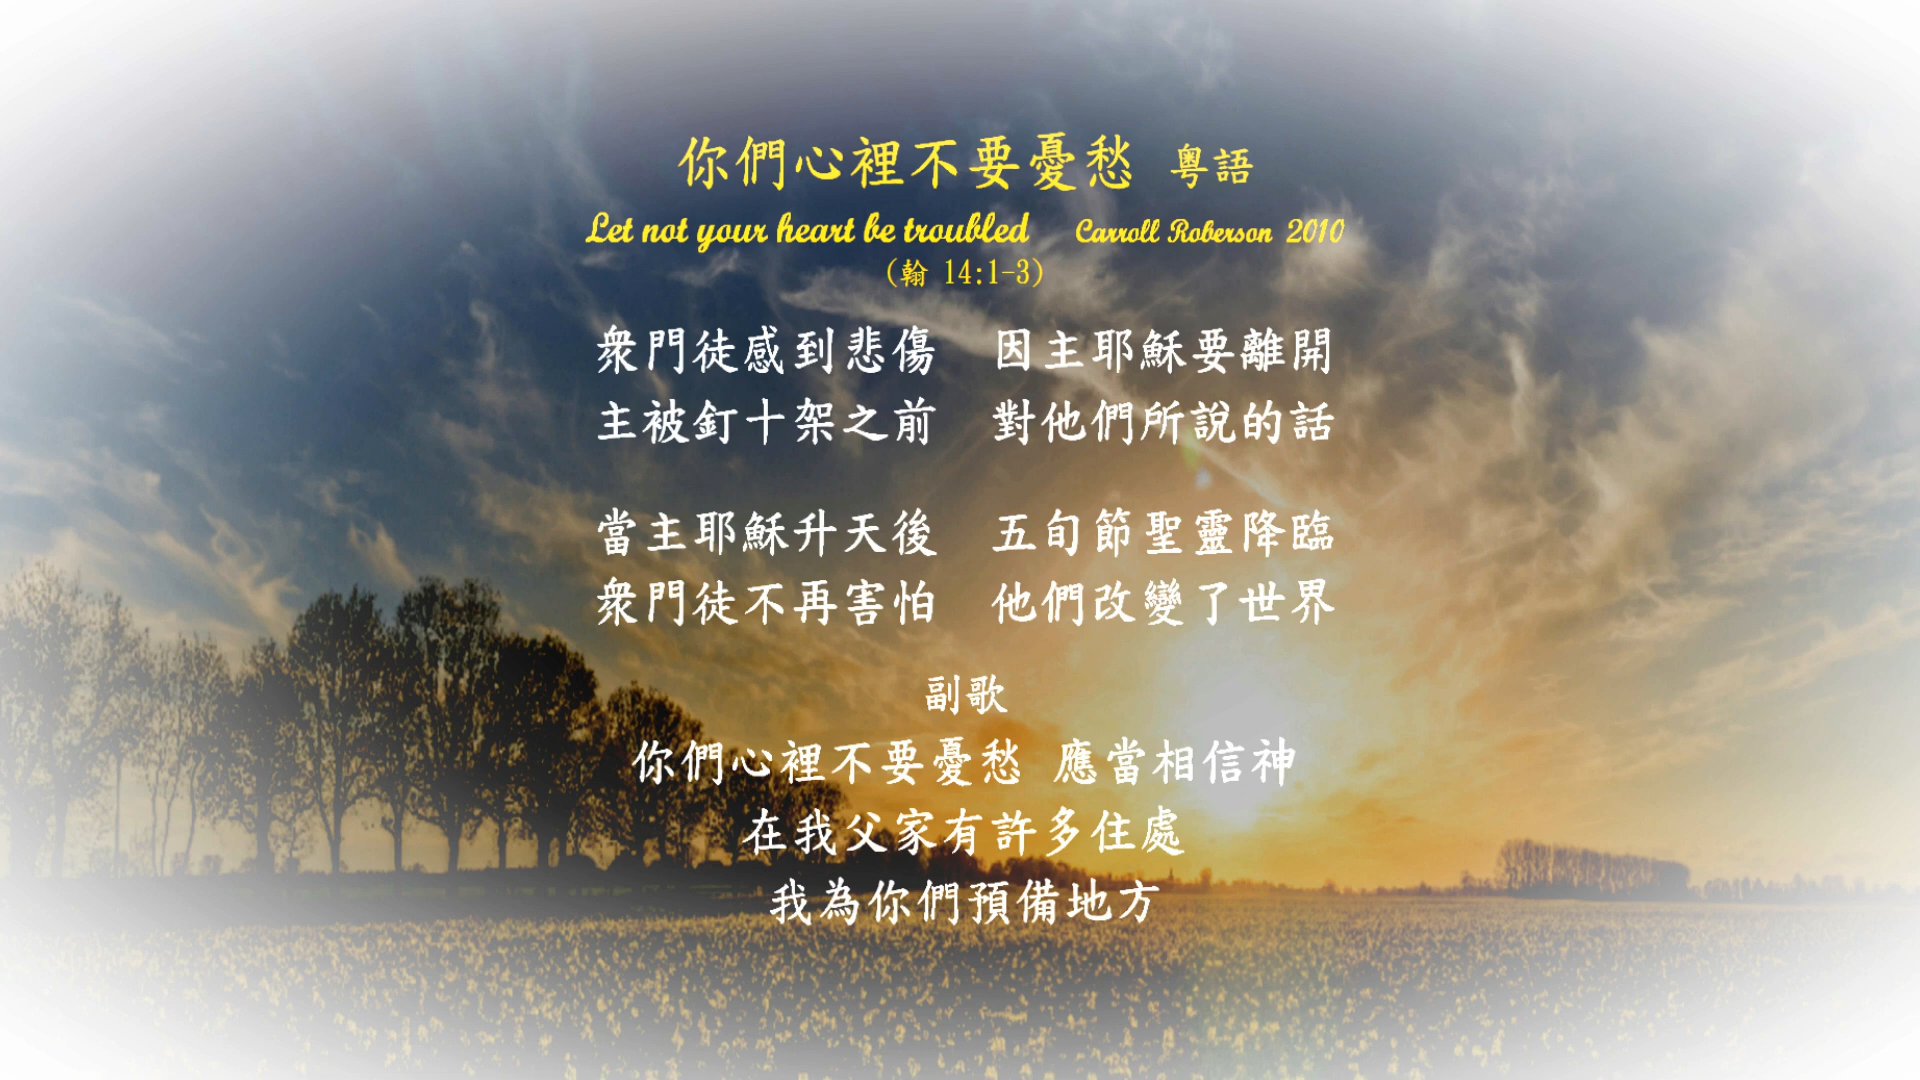 你們心裡不要憂愁 粵語
Let not your heart be troubled Carroll Roberson 2010
(翰 14:1-3)
眾門徒感到悲傷 因主耶穌要離開
主被釘十架之前 對他們所說的話
當主耶穌升天後 五旬節聖靈降臨
眾門徒不再害怕 他們改變了世界
副歌
你們心裡不要憂愁 應當相信神
在我父家有許多住處
我為你們預備地方